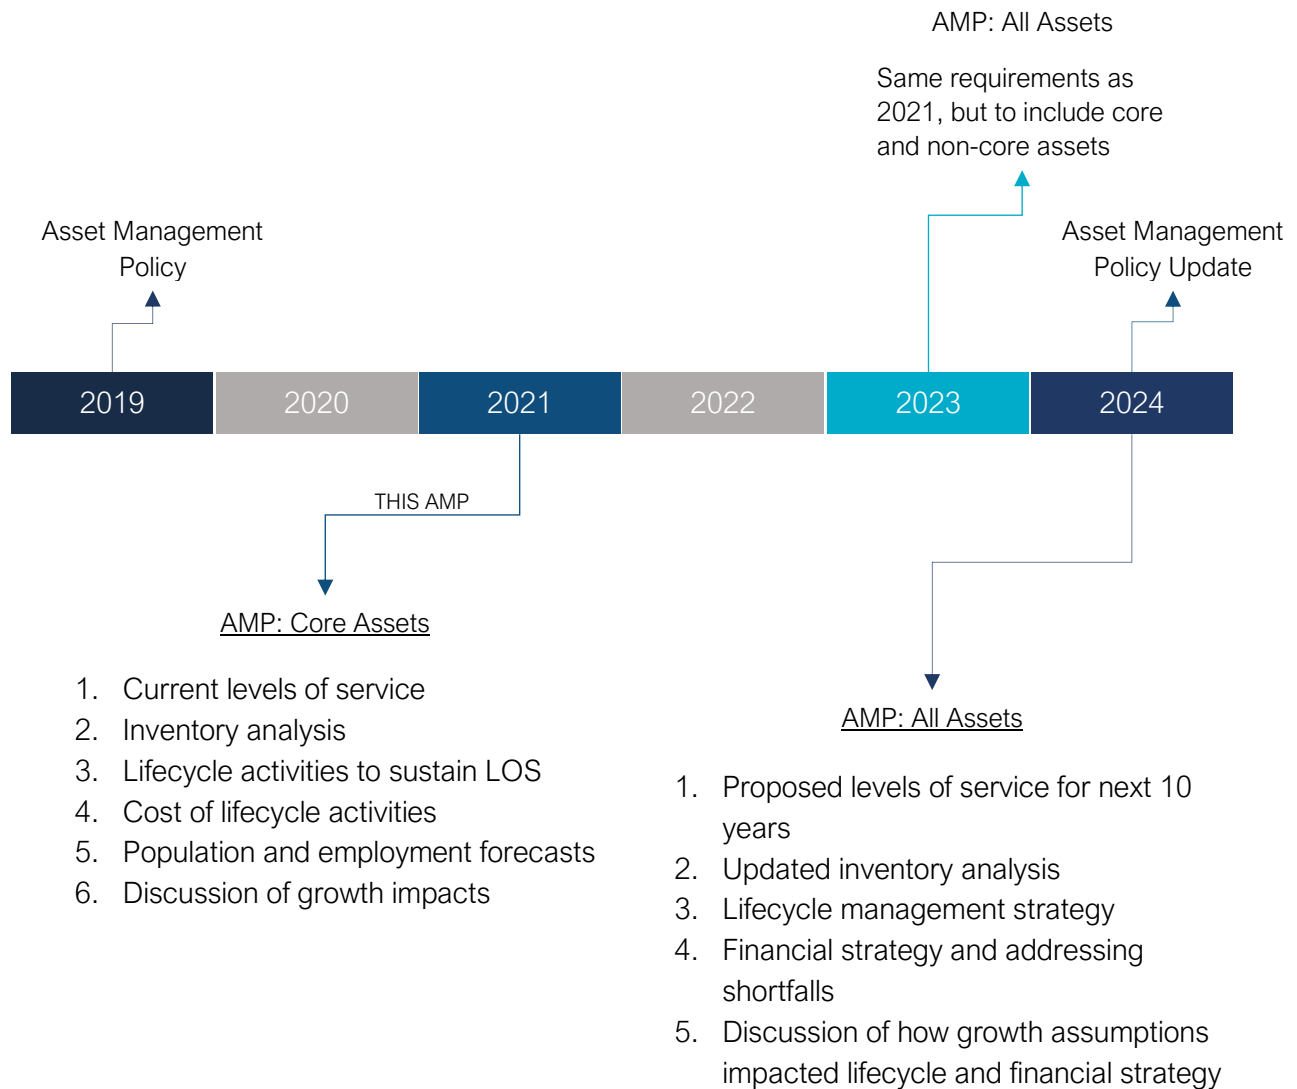 AMP: All Assets
Same requirements as
2021, but to include core
and non-core assets
Asset Management
Policy
Asset Management
Policy Update
2019
2020
2021
2022
2023
2024
THIS AMP
AMP: Core Assets
1. Current levels of service
2. Inventory analysis
3. Lifecycle activities to sustain LOS
4. Cost of lifecycle activities
5. Population and employment forecasts
6. Discussion of growth impacts
AMP: All Assets
1. Proposed levels of service for next 10
years
2. Updated inventory analysis
3. Lifecycle management strategy
4. Financial strategy and addressing
shortfalls
5. Discussion of how growth assumptions
impacted lifecycle and financial strategy